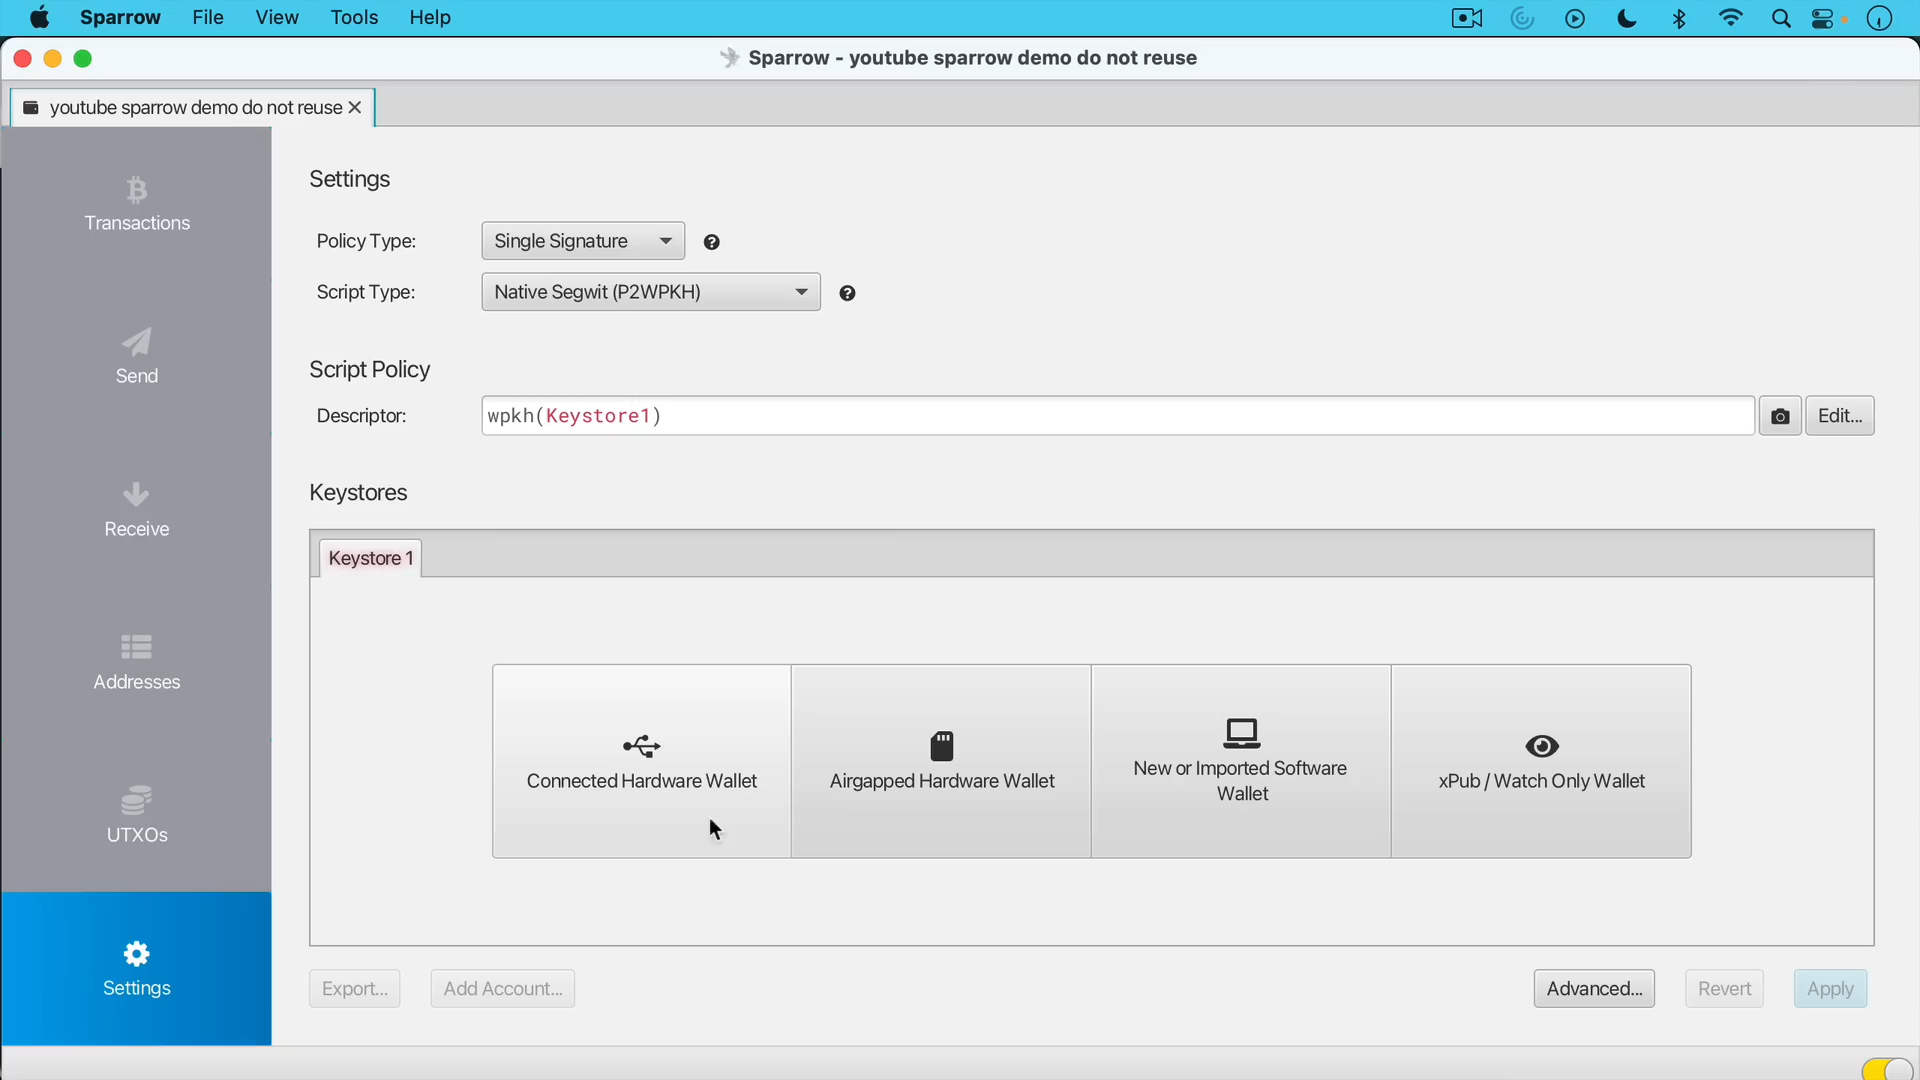 Sparrow File View Tools Help
Sparrow - youtube sparrow demo do not reuse
youtube sparrow demo do not reuse
Transactions
Send
Receive
Addresses
UTXOs
Settings
Settings
Policy Type: Single Signature
Script Type: Native Segwit (P2WPKH)
Script Policy
Descriptor: wpkh(Keystore1) Edit...
Keystores
Keystore 1
Connected Hardware Wallet
Airgapped Hardware Wallet
New or Imported Software
Wallet
xPub / Watch Only Wallet
Export... Add Account... Advanced... Revert Apply